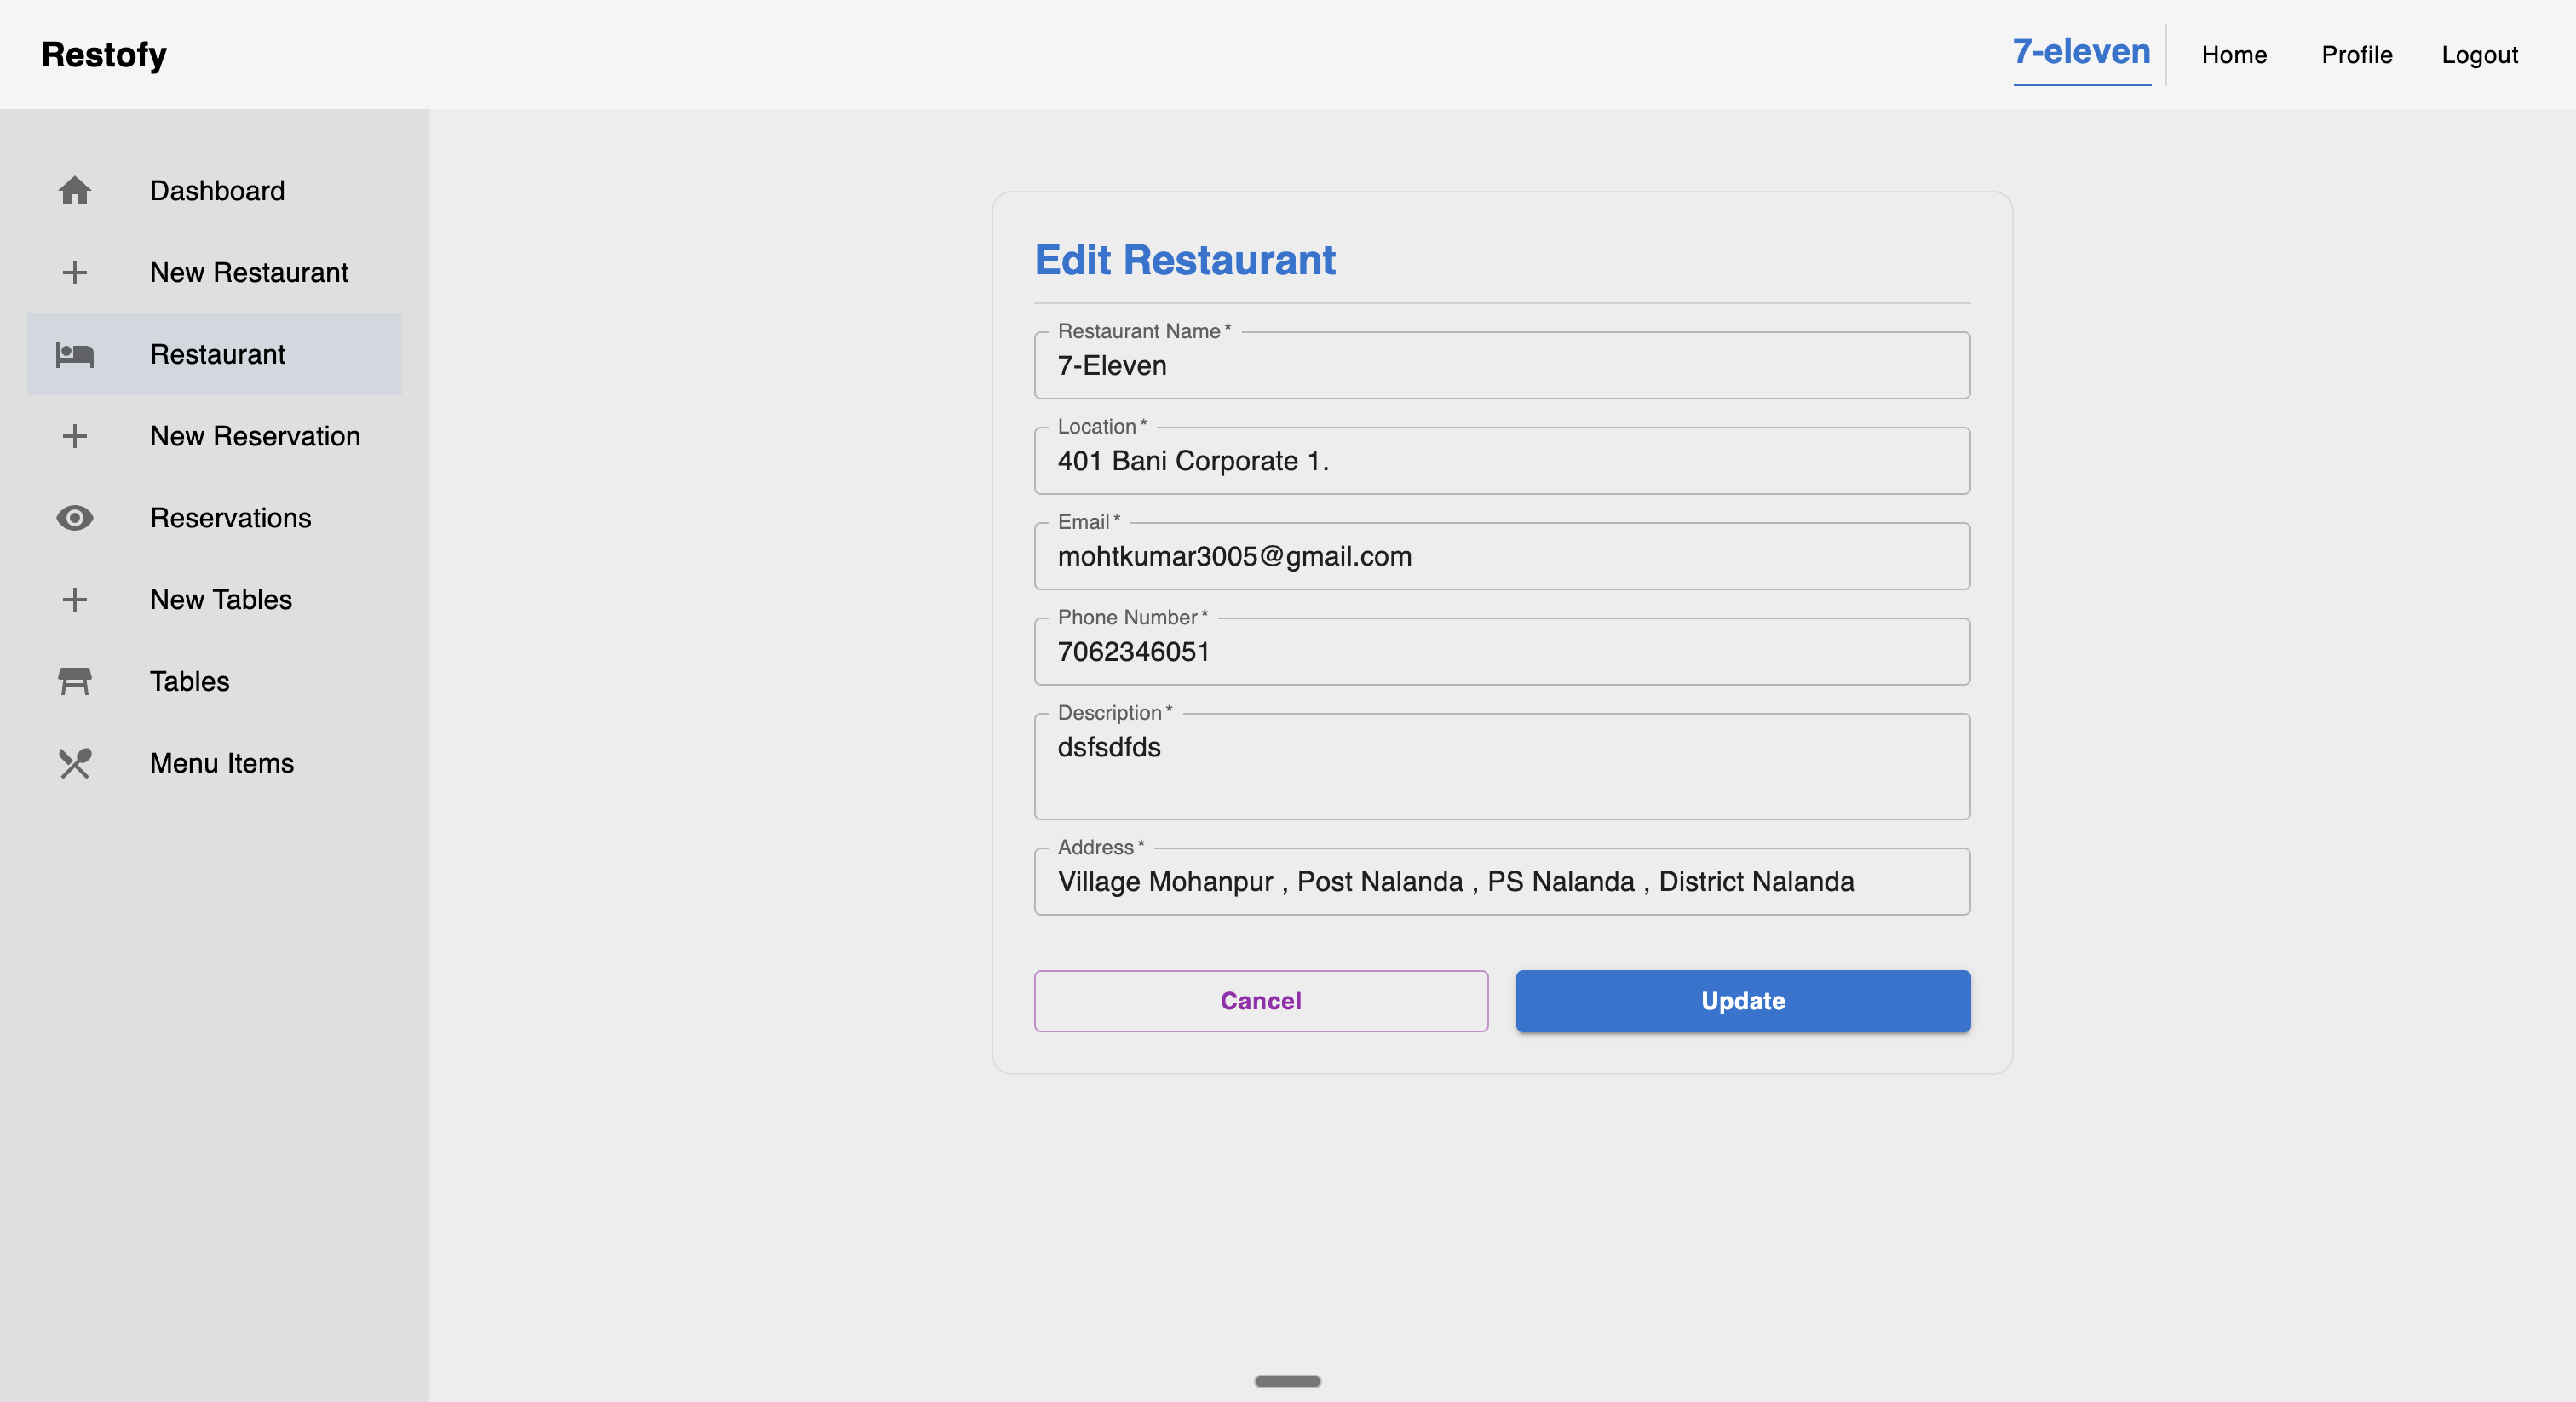 Restofy
7-eleven
Home
Profile
Logout
Dashboard
New Restaurant
Restaurant
New Reservation
Reservations
New Tables
Tables
Menu Items
Edit Restaurant
Restaurant Name *
7-Eleven
Location *
401 Bani Corporate 1.
Email *
mohtkumar3005@gmail.com
Phone Number *
7062346051
Description *
dsfsdfds
Address *
Village Mohanpur , Post Nalanda , PS Nalanda , District Nalanda
Cancel
Update